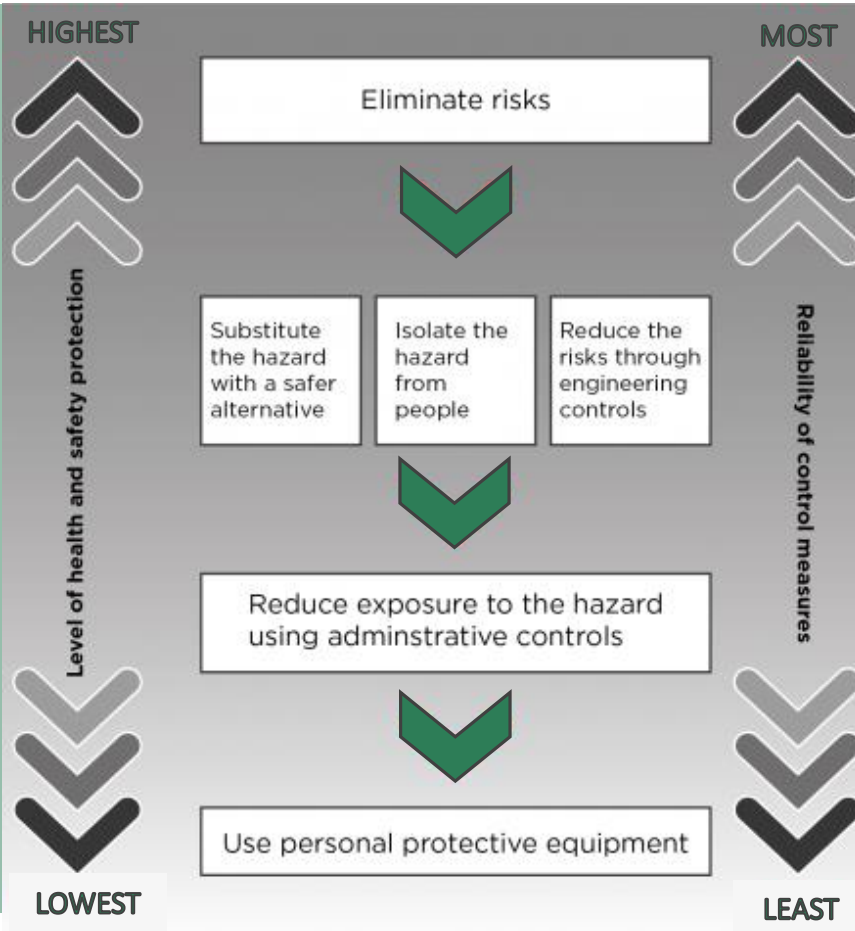 HIGHEST
MOST
Eliminate risks
Substitute
the hazard
with a safer
alternative
Isolate the
hazard
from
people
Reduce the
risks through
engineering
controls
Level of health and safety protection
Reliability of control measures
Reduce exposure to the hazard
using adminstrative controls
Use personal protective equipment
LOWEST
LEAST